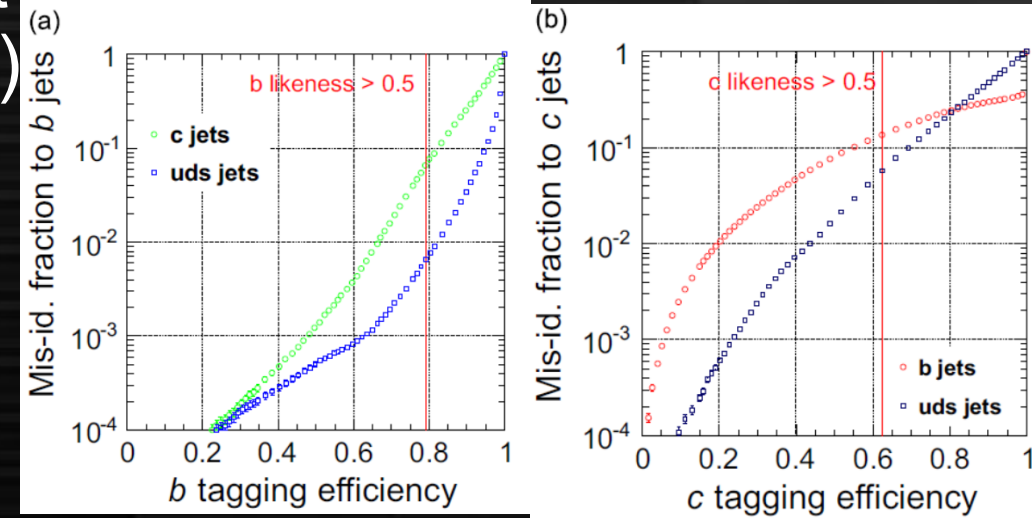 t
)
(a)
Mis-id. fraction to b jets
1
10-1
10-2
10-3
10-4
b likeness > 0.5
c jets
uds jets
0 0.2 0.4 0.6 0.8 1
b tagging efficiency
(b)
Mis-id. fraction to c jets
1
10-1
10-2
10-3
10-4
c likeness > 0.5
b jets
uds jets
0 0.2 0.4 0.6 0.8 1
c tagging efficiency